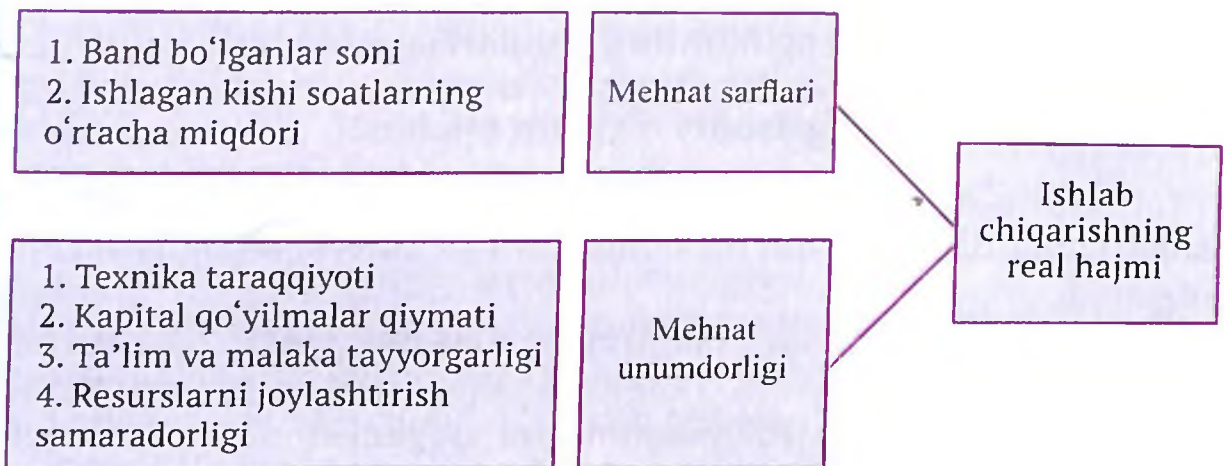 1. Band bo‘lganlar soni
2. Ishlagan kishi soatlarning
o‘rtacha miqdori
Mehnat sarflari
1. Texnika taraqqiyoti
2. Kapital qo‘yilmalar qiymati
3. Ta’lim va malaka tayyorgarligi
4. Resurslarni joylashtirish
samaradorligi
Mehnat
unumdorligi
Ishlab
chiqarishning
real hajmi